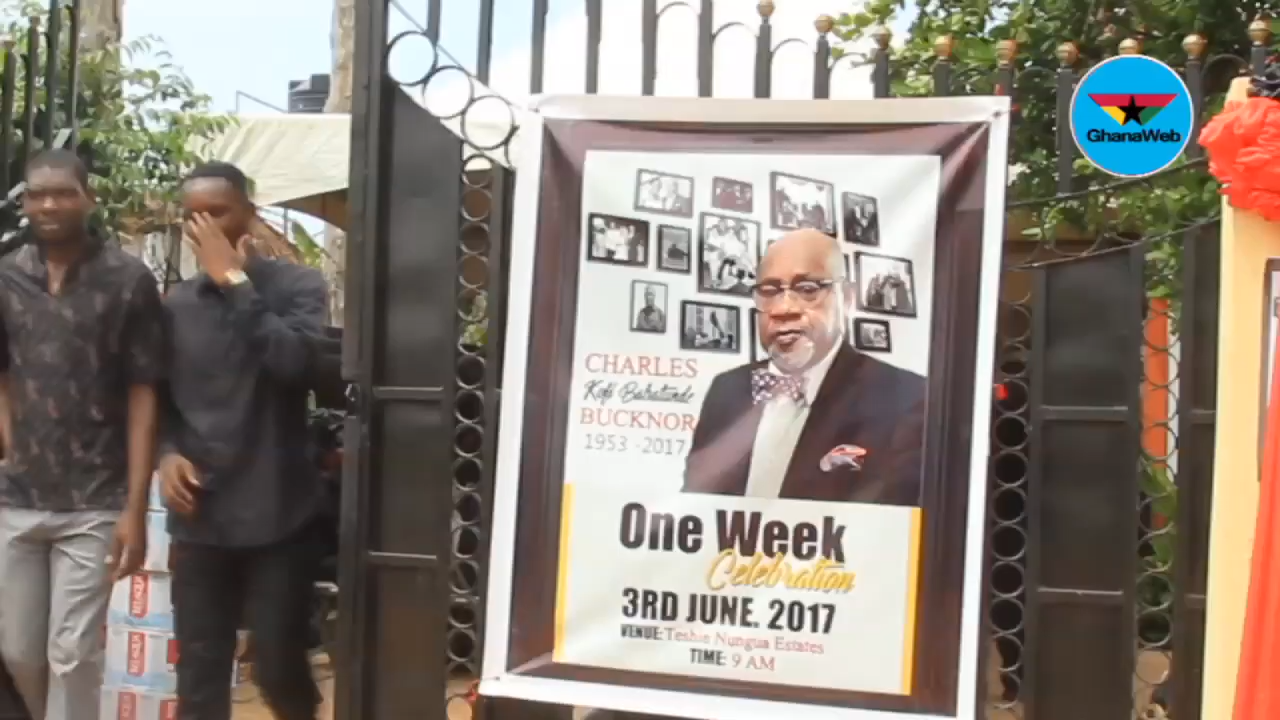 GhanaWeb
CHARLES
Kofi Babatunde
BUCKNOR
1953 -2017
One Week
Celebration
3RD JUNE. 2017
VENUE: Teshie Nungua Estates
TIME: 9 AM